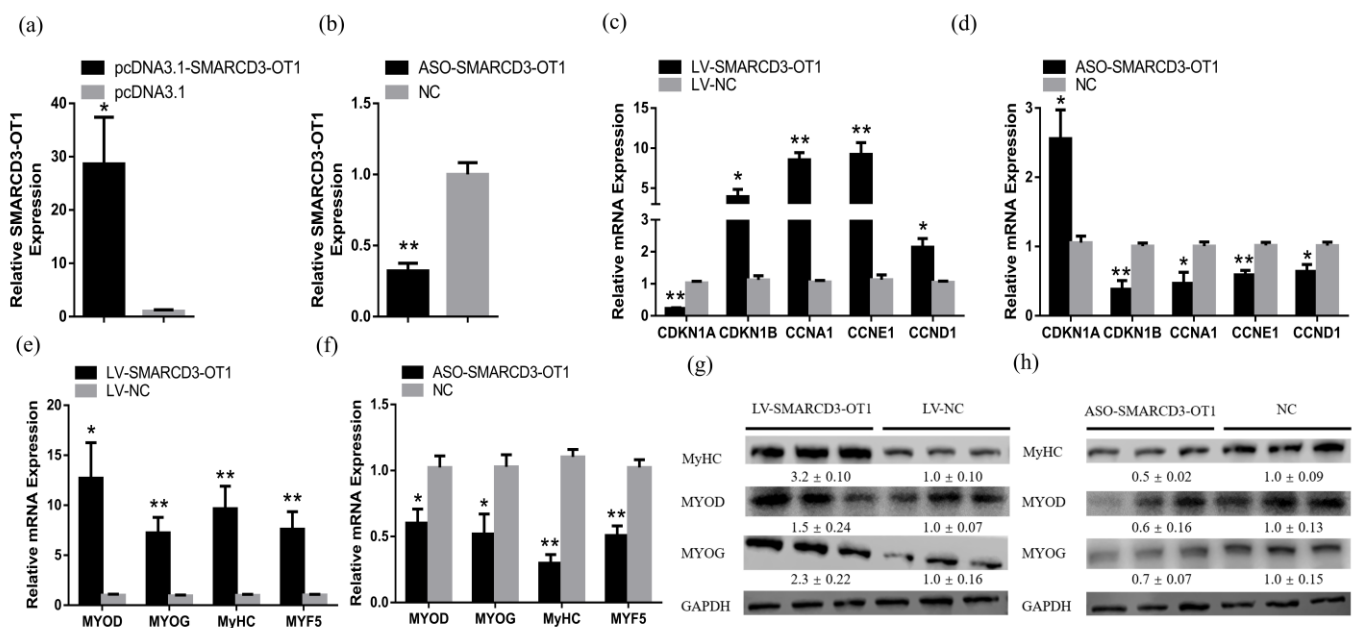 (a)
pcDNA3.1-SMARCD3-OT1
pcDNA3.1
Relative SMARCD3-OT1
Expression
40
30
20
10
0
*
(b)
ASO-SMARCD3-OT1
NC
Relative SMARCD3-OT1
Expression
1.5
1.0
0.5
0.0
**
(c)
LV-SMARCD3-OT1
LV-NC
Relative mRNA Expression
15
10
5
3
2
1
0
** * ** ** *
CDKN1A CDKN1B CCNA1 CCNE1 CCND1
(d)
ASO-SMARCD3-OT1
NC
Relative mRNA Expression
3
2
1
0
* ** * ** *
CDKN1A CDKN1B CCNA1 CCNE1 CCND1
(e)
LV-SMARCD3-OT1
LV-NC
Relative mRNA Expression
20
15
10
5
0
* ** ** **
MYOD MYOG MyHC MYF5
(f)
ASO-SMARCD3-OT1
NC
Relative mRNA Expression
1.5
1.0
0.5
0.0
* * ** **
MYOD MYOG MyHC MYF5
(g)
LV-SMARCD3-OT1 LV-NC
MyHC
3.2 ± 0.10 1.0 ± 0.10
MYOD
1.5 ± 0.24 1.0 ± 0.07
MYOG
2.3 ± 0.22 1.0 ± 0.16
GAPDH
(h)
ASO-SMARCD3-OT1 NC
MyHC
0.5 ± 0.02 1.0 ± 0.09
MYOD
0.6 ± 0.16 1.0 ± 0.13
MYOG
0.7 ± 0.07 1.0 ± 0.15
GAPDH